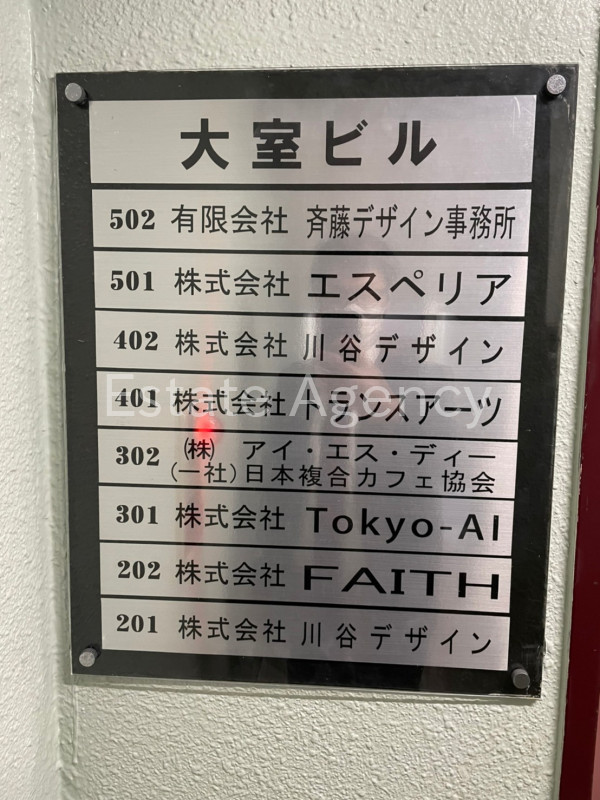 大室ビル
502 有限会社 斉藤デザイン事務所
501 株式会社 エスペリア
402 株式会社 川谷デザイン
401 株式会社 トランスアーツ
302 (株) アイ・エス・ディー
(一社)日本複合カフェ協会
301 株式会社 Tokyo-AI
202 株式会社 FAITH
201 株式会社 川谷デザイン
Estate Agency